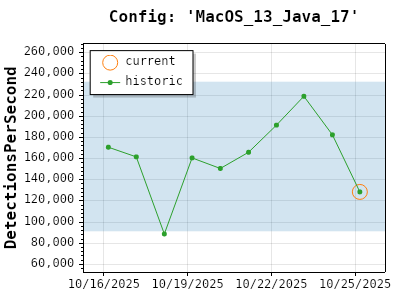 Config: 'MacOS_13_Java_17'
DetectionsPerSecond
260,000
240,000
220,000
200,000
180,000
160,000
140,000
120,000
100,000
80,000
60,000
current
historic
10/16/2025 10/19/2025 10/22/2025 10/25/2025